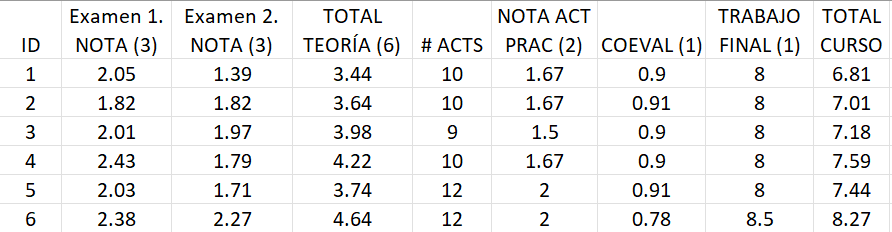 ID Examen 1. NOTA (3) Examen 2. NOTA (3) TOTAL TEORÍA (6) # ACTS NOTA ACT PRAC (2) COEVAL (1) TRABAJO FINAL (1) TOTAL CURSO
1 2.05 1.39 3.44 10 1.67 0.9 8 6.81
2 1.82 1.82 3.64 10 1.67 0.91 8 7.01
3 2.01 1.97 3.98 9 1.5 0.9 8 7.18
4 2.43 1.79 4.22 10 1.67 0.9 8 7.59
5 2.03 1.71 3.74 12 2 0.91 8 7.44
6 2.38 2.27 4.64 12 2 0.78 8.5 8.27